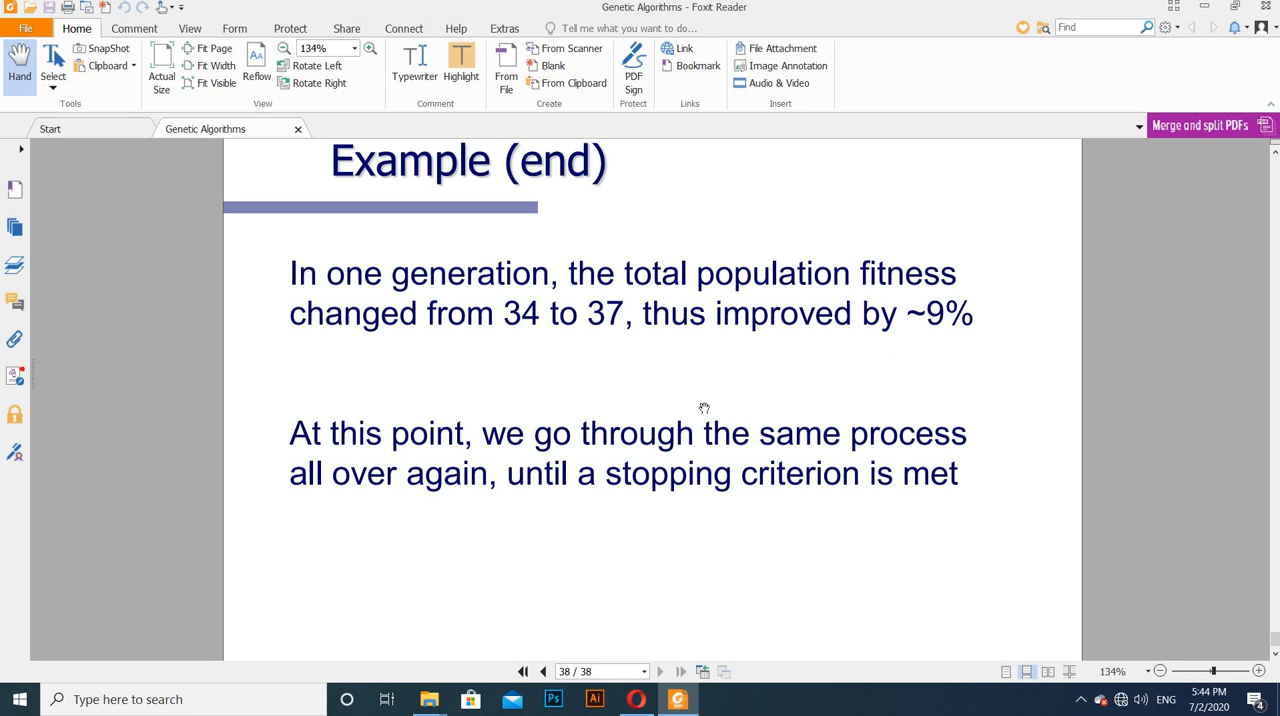 Genetic Algorithms - Foxit Reader
File Home Comment View Form Protect Share Connect Help Extras Tell me what you want to do... Find
Hand Select SnapShot Clipboard Actual Size Fit Page Fit Width Fit Visible Reflow 134% Rotate Left Rotate Right Typewriter Highlight From File From Scanner Blank From Clipboard PDF Sign Link Bookmark File Attachment Image Annotation Audio & Video
Tools View Comment Create Protect Links Insert
Start Genetic Algorithms Merge and split PDFs
Example (end)
In one generation, the total population fitness
changed from 34 to 37, thus improved by ~9%
At this point, we go through the same process
all over again, until a stopping criterion is met
38 / 38 134%
Type here to search Ps Ai ENG 5:44 PM
7/2/2020 4